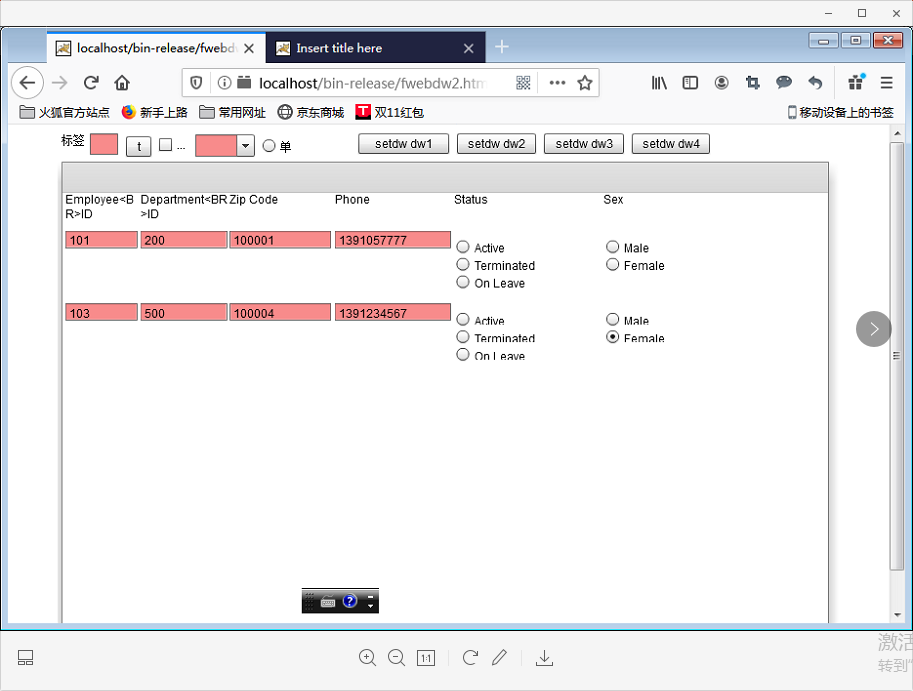 localhost/bin-release/fwebd
Insert title here
localhost/bin-release/fwebdw2.htm
火狐官方站点 新手上路 常用网址 京东商城 T 双11红包 移动设备上的书签
标签 t ... 单 setdw dw1 setdw dw2 setdw dw3 setdw dw4
Employee<B Department<BR Zip Code Phone Status Sex
R>ID >ID
101 200 100001 1391057777 Active Male
Terminated Female
On Leave
103 500 100004 1391234567 Active Male
Terminated Female
On Leave
1:1
激活
转到"